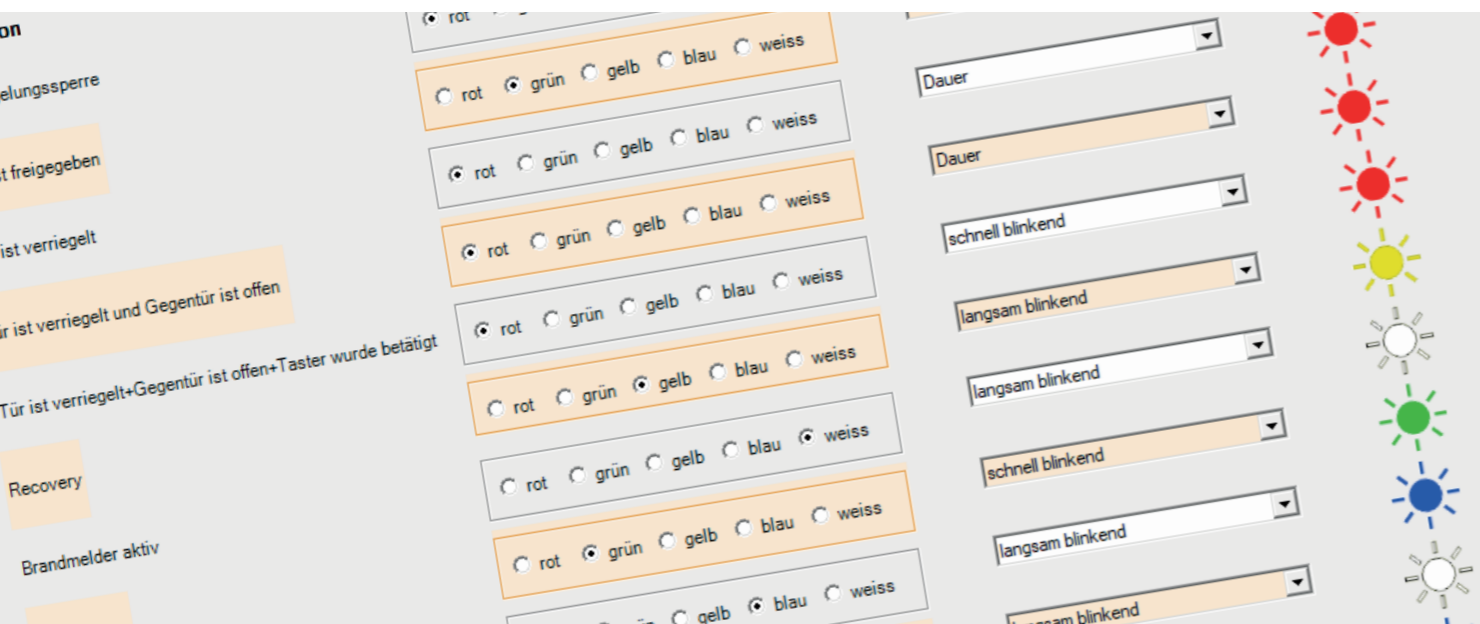 on
elungssperre
rot
st freigegeben
rot grün gelb blau weiss
ist verriegelt
rot grün gelb blau weiss
Dauer
ür ist verriegelt und Gegentür ist offen
rot grün gelb blau weiss
Dauer
Tür ist verriegelt+Gegentür ist offen+Taster wurde betätigt
rot grün gelb blau weiss
schnell blinkend
Recovery
rot grün gelb blau weiss
langsam blinkend
Brandmelder aktiv
rot grün gelb blau weiss
langsam blinkend
rot grün gelb blau weiss
schnell blinkend
gelb blau weiss
langsam blinkend
langsam blinkend